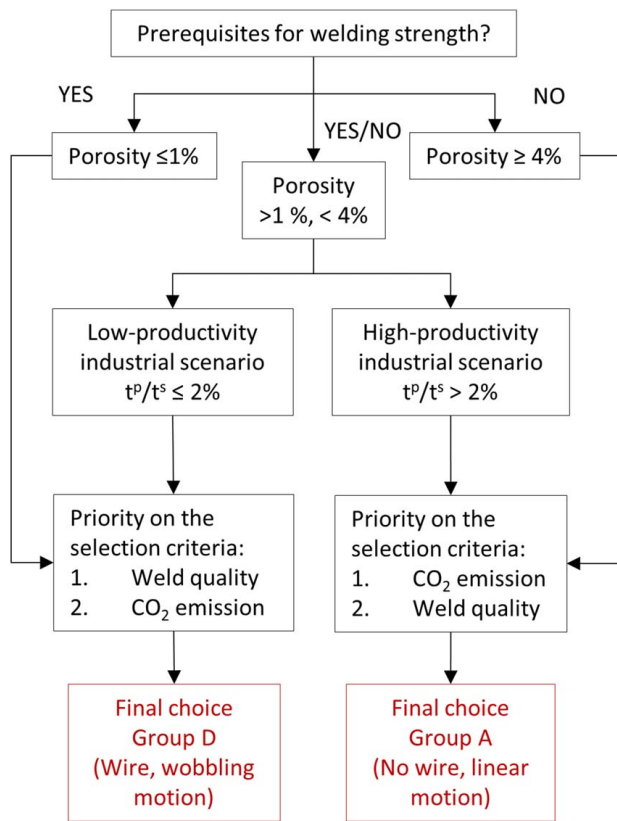 Prerequisites for welding strength?
YES
NO
YES/NO
Porosity ≤1%
Porosity ≥ 4%
Porosity
>1 %, < 4%
Low-productivity
industrial scenario
tᵖ/tˢ ≤ 2%
High-productivity
industrial scenario
tᵖ/tˢ > 2%
Priority on the
selection criteria:
1. Weld quality
2. CO₂ emission
Priority on the
selection criteria:
1. CO₂ emission
2. Weld quality
Final choice
Group D
(Wire, wobbling
motion)
Final choice
Group A
(No wire, linear
motion)